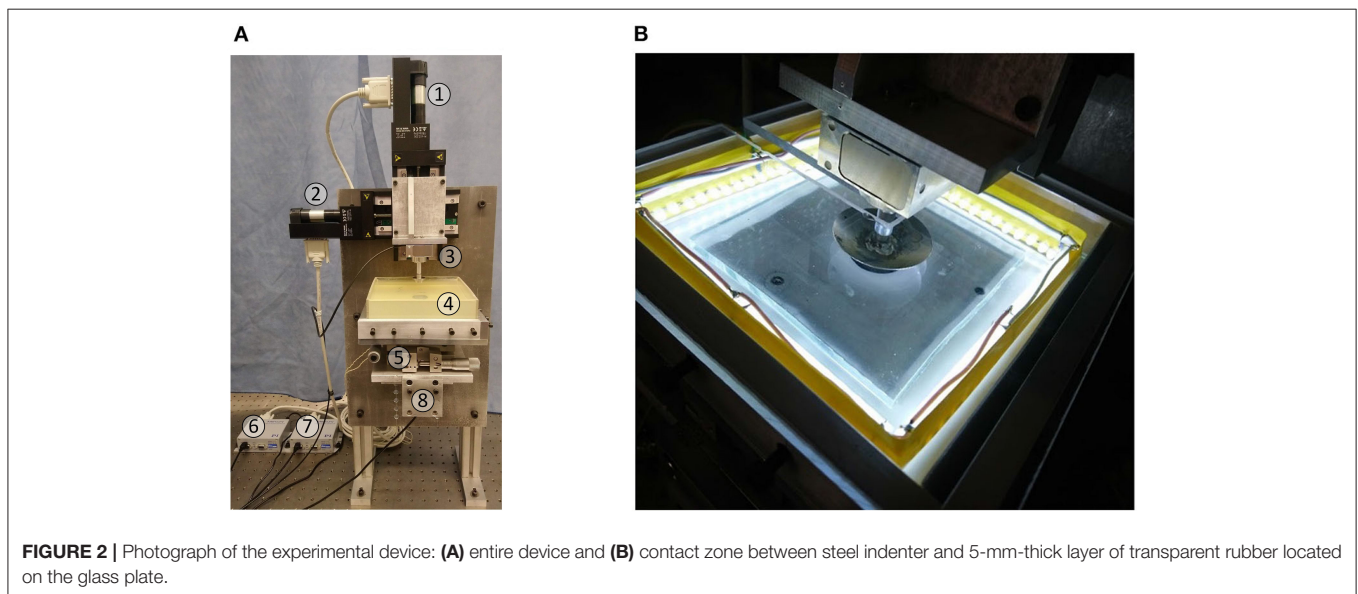 A
B
1
2
3
4
5
8
6
7
FIGURE 2 | Photograph of the experimental device: (A) entire device and (B) contact zone between steel indenter and 5-mm-thick layer of transparent rubber located
on the glass plate.